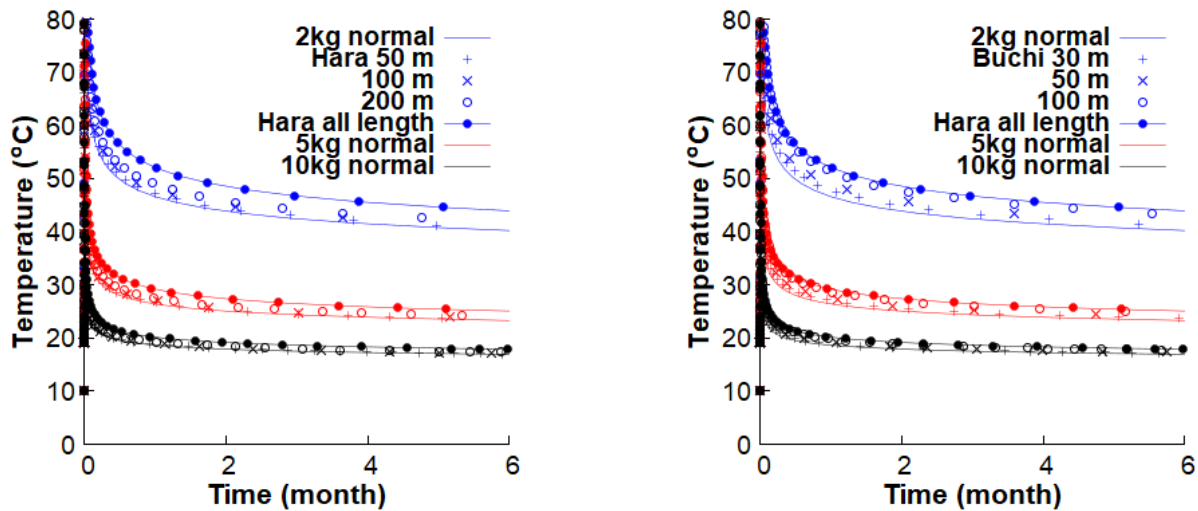 80
70
60
50
40
30
20
10
0
Temperature (°C)
2kg normal
Hara 50 m
100 m
200 m
Hara all length
5kg normal
10kg normal
0 2 4 6
Time (month)
80
70
60
50
40
30
20
10
0
Temperature (°C)
2kg normal
Buchi 30 m
50 m
100 m
Hara all length
5kg normal
10kg normal
0 2 4 6
Time (month)